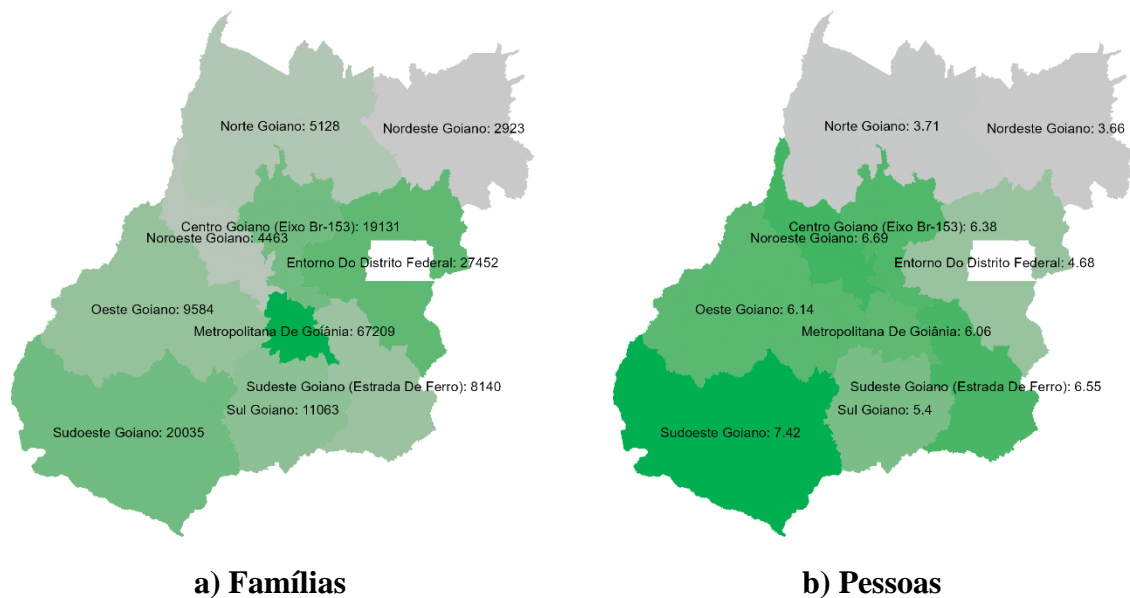 Norte Goiano: 5128
Nordeste Goiano: 2923
Centro Goiano (Eixo Br-153): 19131
Noroeste Goiano: 4463
Entorno Do Distrito Federal: 27452
Oeste Goiano: 9584
Metropolitana De Goiânia: 67209
Sudeste Goiano (Estrada De Ferro): 8140
Sul Goiano: 11063
Sudoeste Goiano: 20035
a) Famílias
Norte Goiano: 3.71
Nordeste Goiano: 3.66
Centro Goiano (Eixo Br-153): 6.38
Noroeste Goiano: 6.69
Entorno Do Distrito Federal: 4.68
Oeste Goiano: 6.14
Metropolitana De Goiânia: 6.06
Sudeste Goiano (Estrada De Ferro): 6.55
Sul Goiano: 5.4
Sudoeste Goiano: 7.42
b) Pessoas